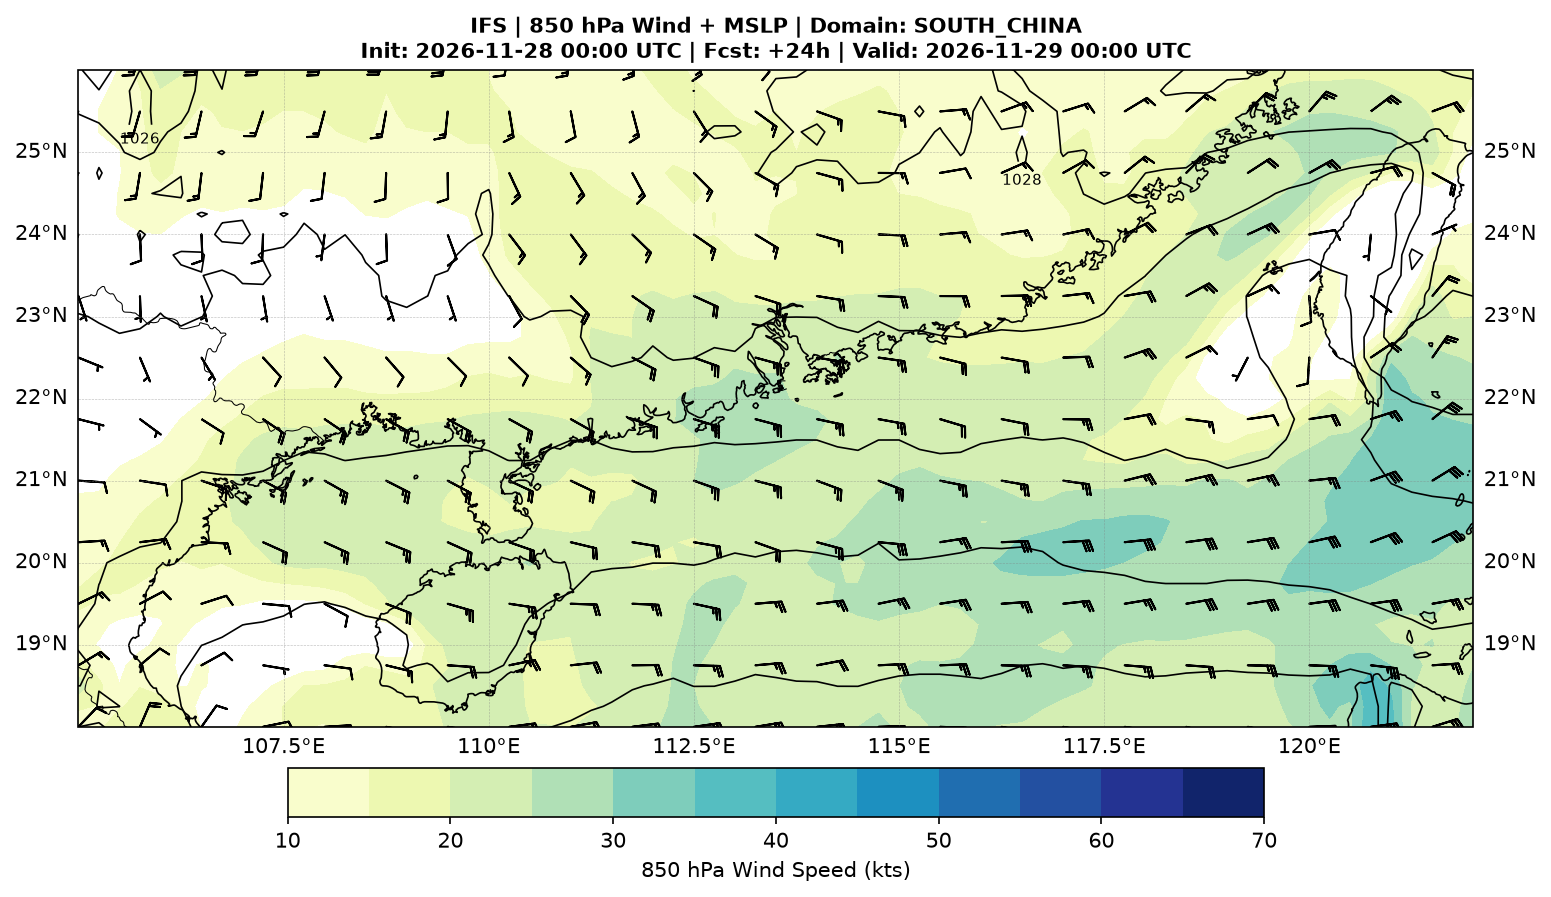 IFS | 850 hPa Wind + MSLP | Domain: SOUTH_CHINA
Init: 2026-11-28 00:00 UTC | Fcst: +24h | Valid: 2026-11-29 00:00 UTC
1026
1028
25°N 25°N
24°N 24°N
23°N 23°N
22°N 22°N
21°N 21°N
20°N 20°N
19°N 19°N
107.5°E 110°E 112.5°E 115°E 117.5°E 120°E
10 20 30 40 50 60 70
850 hPa Wind Speed (kts)